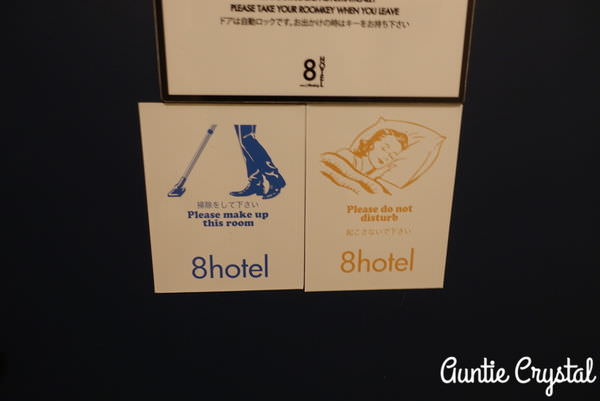 PLEASE TAKE YOUR ROOMKEY WHEN YOU LEAVE
ドアは自動ロックです。お出かけの時はキーをお持ち下さい
8
HOTEL
掃除をして下さい
Please make up
this room
8hotel
Please do not
disturb
起こさないで下さい
8hotel
Auntie Crystal